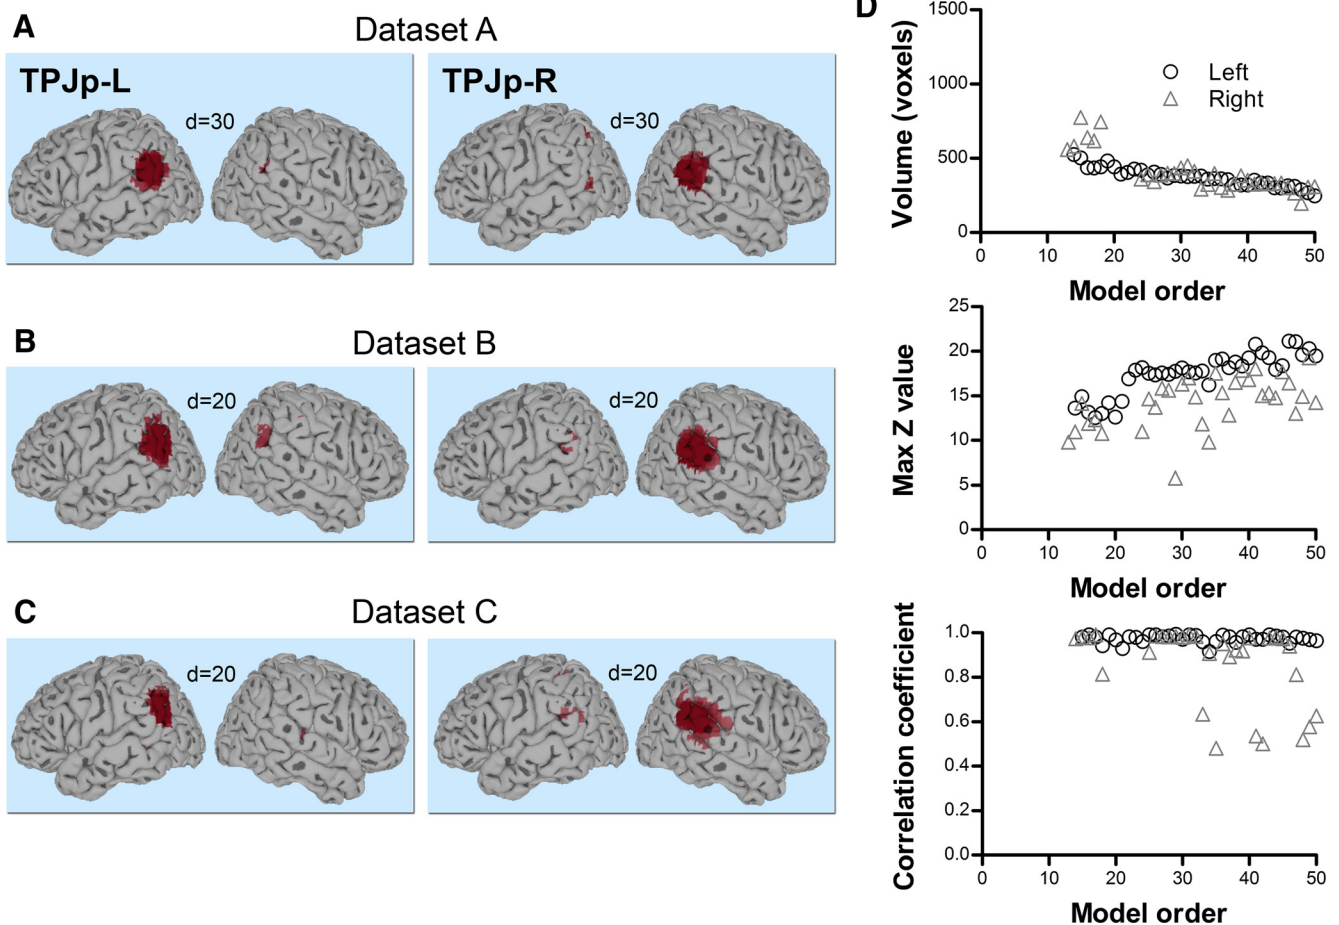 A
Dataset A
TPJp-L
d=30
TPJp-R
d=30
B
Dataset B
d=20
d=20
C
Dataset C
d=20
d=20
D
Volume (voxels)
1500
1000
500
0
Left
Right
0 10 20 30 40 50
Model order
Max Z value
25
20
15
10
5
0
0 10 20 30 40 50
Model order
Correlation coefficient
1.0
0.8
0.6
0.4
0.2
0.0
0 10 20 30 40 50
Model order